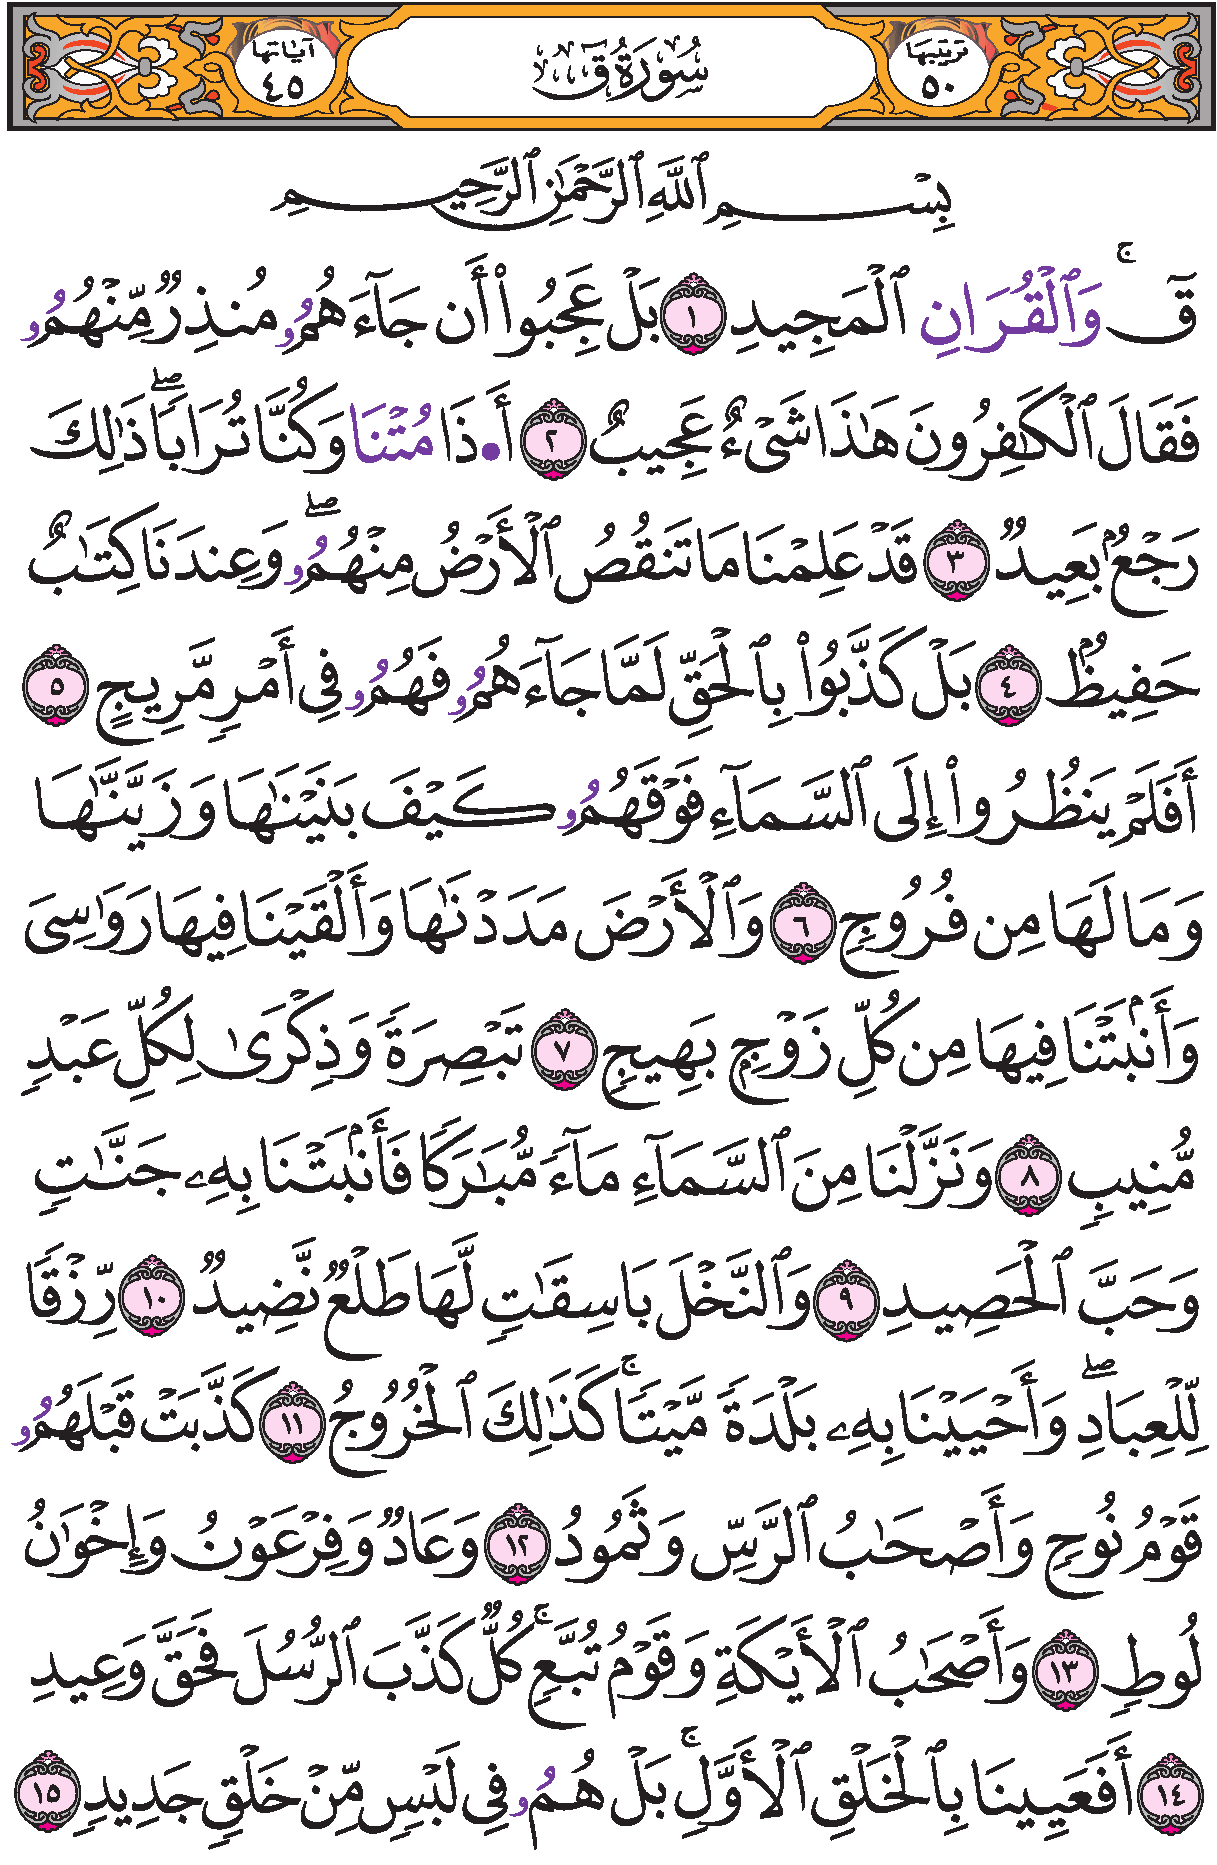 ترتيبها ٥٠ سُورَةُ قٓ آياتها ٤٥
بِسْمِ ٱللَّهِ ٱلرَّحْمَٰنِ ٱلرَّحِيمِ
قٓۚ وَٱلْقُرَانِ ٱلْمَجِيدِ ١ بَلْ عَجِبُوا۟ أَن جَآءَهُمُۥ مُنذِرٌ مِّنْهُمُۥ
فَقَالَ ٱلْكَٰفِرُونَ هَٰذَا شَىْءٌ عَجِيبٌ ٢ أَ•ذَا مُتْنَا وَكُنَّا تُرَابًاۖ ذَٰلِكَ
رَجْعٌۢ بَعِيدٌ ٣ قَدْ عَلِمْنَا مَا تَنقُصُ ٱلْأَرْضُ مِنْهُمُۥۖ وَعِندَنَا كِتَٰبٌ
حَفِيظٌۢ ٤ بَلْ كَذَّبُوا۟ بِٱلْحَقِّ لَمَّا جَآءَهُمُۥ فَهُمُۥ فِىٓ أَمْرٍ مَّرِيجٍ ٥
أَفَلَمْ يَنظُرُوٓا۟ إِلَى ٱلسَّمَآءِ فَوْقَهُمُۥ كَيْفَ بَنَيْنَٰهَا وَزَيَّنَّٰهَا
وَمَا لَهَا مِن فُرُوجٍ ٦ وَٱلْأَرْضَ مَدَدْنَٰهَا وَأَلْقَيْنَا فِيهَا رَوَٰسِىَ
وَأَنۢبَتْنَا فِيهَا مِن كُلِّ زَوْجٍۭ بَهِيجٍ ٧ تَبْصِرَةً وَذِكْرَىٰ لِكُلِّ عَبْدٍ
مُّنِيبٍ ٨ وَنَزَّلْنَا مِنَ ٱلسَّمَآءِ مَآءً مُّبَٰرَكًا فَأَنۢبَتْنَا بِهِۦ جَنَّٰتٍ
وَحَبَّ ٱلْحَصِيدِ ٩ وَٱلنَّخْلَ بَاسِقَٰتٍ لَّهَا طَلْعٌ نَّضِيدٌ ١٠ رِّزْقًا
لِّلْعِبَادِۖ وَأَحْيَيْنَا بِهِۦ بَلْدَةً مَّيْتًاۚ كَذَٰلِكَ ٱلْخُرُوجُ ١١ كَذَّبَتْ قَبْلَهُمُۥ
قَوْمُ نُوحٍ وَأَصْحَٰبُ ٱلرَّسِّ وَثَمُودُ ١٢ وَعَادٌ وَفِرْعَوْنُ وَإِخْوَٰنُ
لُوطٍ ١٣ وَأَصْحَٰبُ ٱلْأَيْكَةِ وَقَوْمُ تُبَّعٍۚ كُلٌّ كَذَّبَ ٱلرُّسُلَ فَحَقَّ وَعِيدِ
١٤ أَفَعَيِينَا بِٱلْخَلْقِ ٱلْأَوَّلِۚ بَلْ هُمُۥ فِى لَبْسٍ مِّنْ خَلْقٍ جَدِيدٍ ١٥